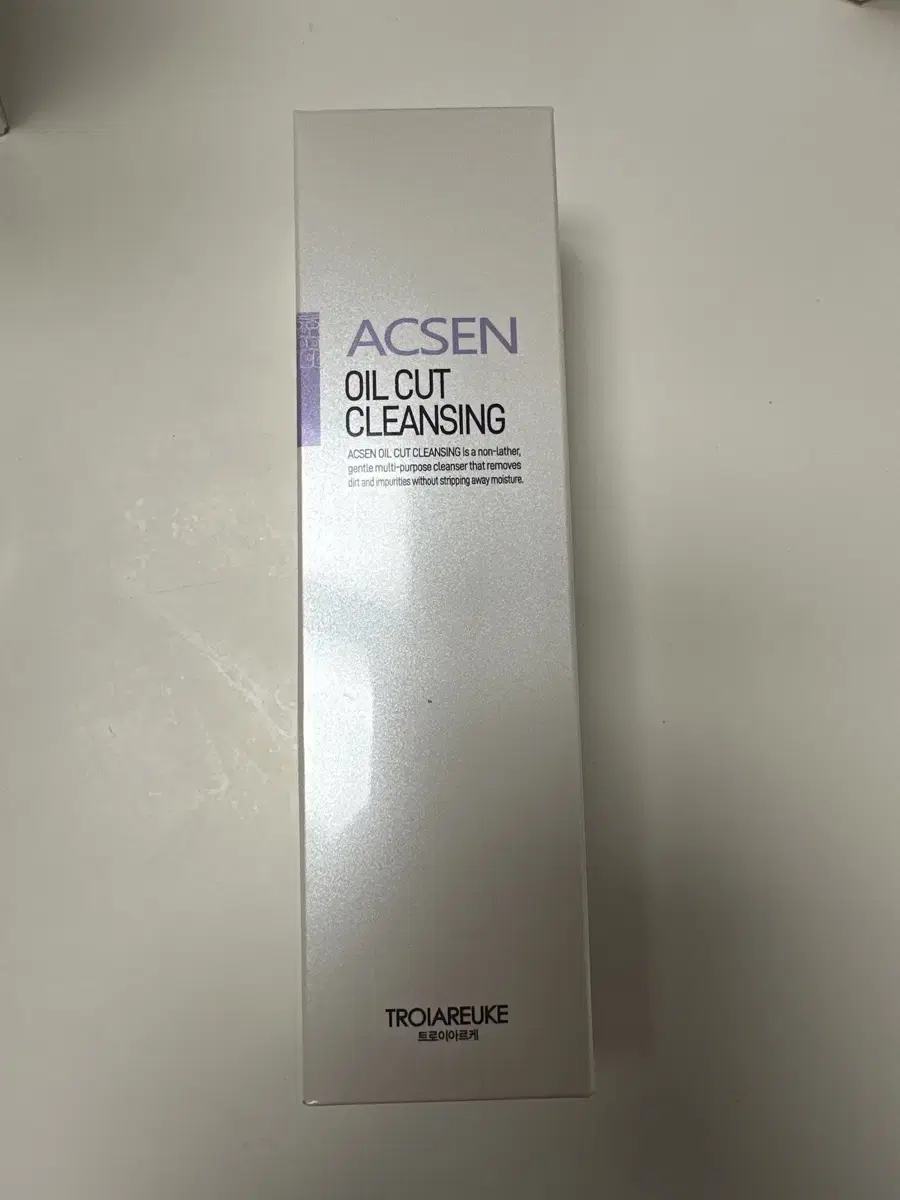 ACSEN
OIL CUT
CLEANSING
ACSEN OIL CUT CLEANSING is a non-lather,
gentle multi-purpose cleanser that removes
dirt and impurities without stripping away moisture.
TROIAREUKE
트로이아르케